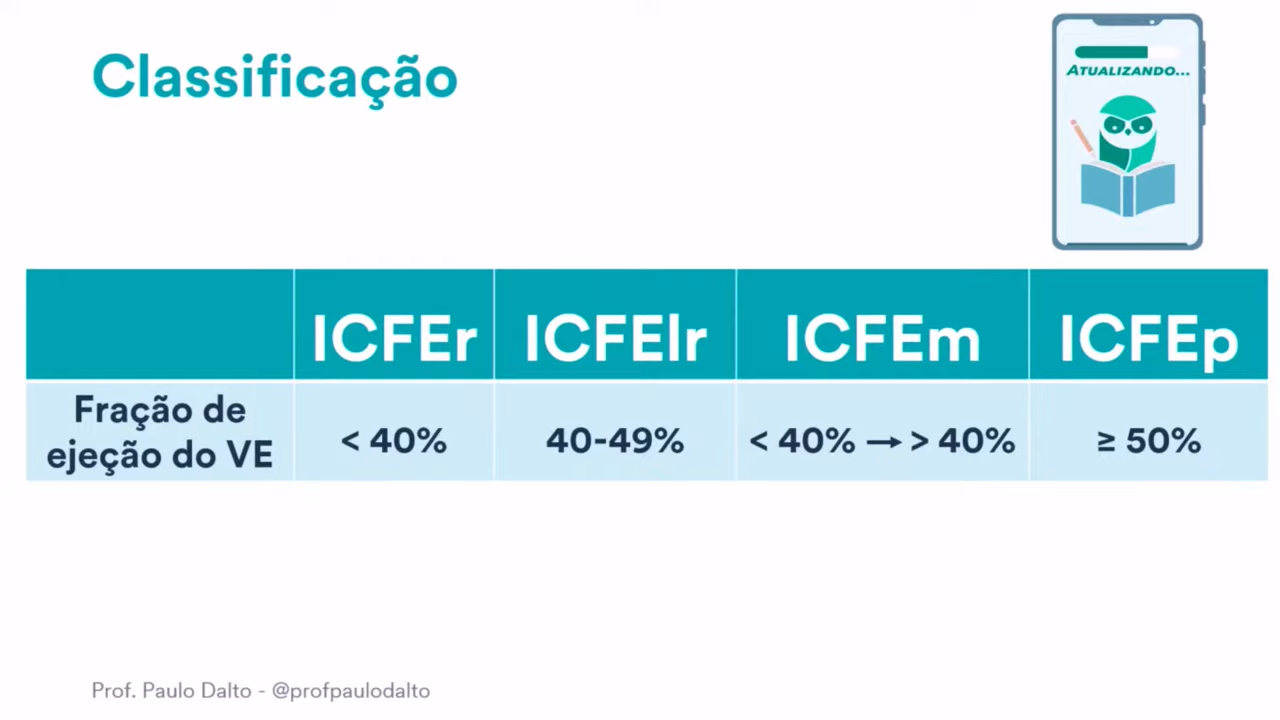 Classificação
ATUALIZANDO...
ICFEr ICFElr ICFEm ICFEp
Fração de
ejeção do VE
< 40% 40-49% < 40% → > 40% ≥ 50%
Prof. Paulo Dalto - @profpaulodalto